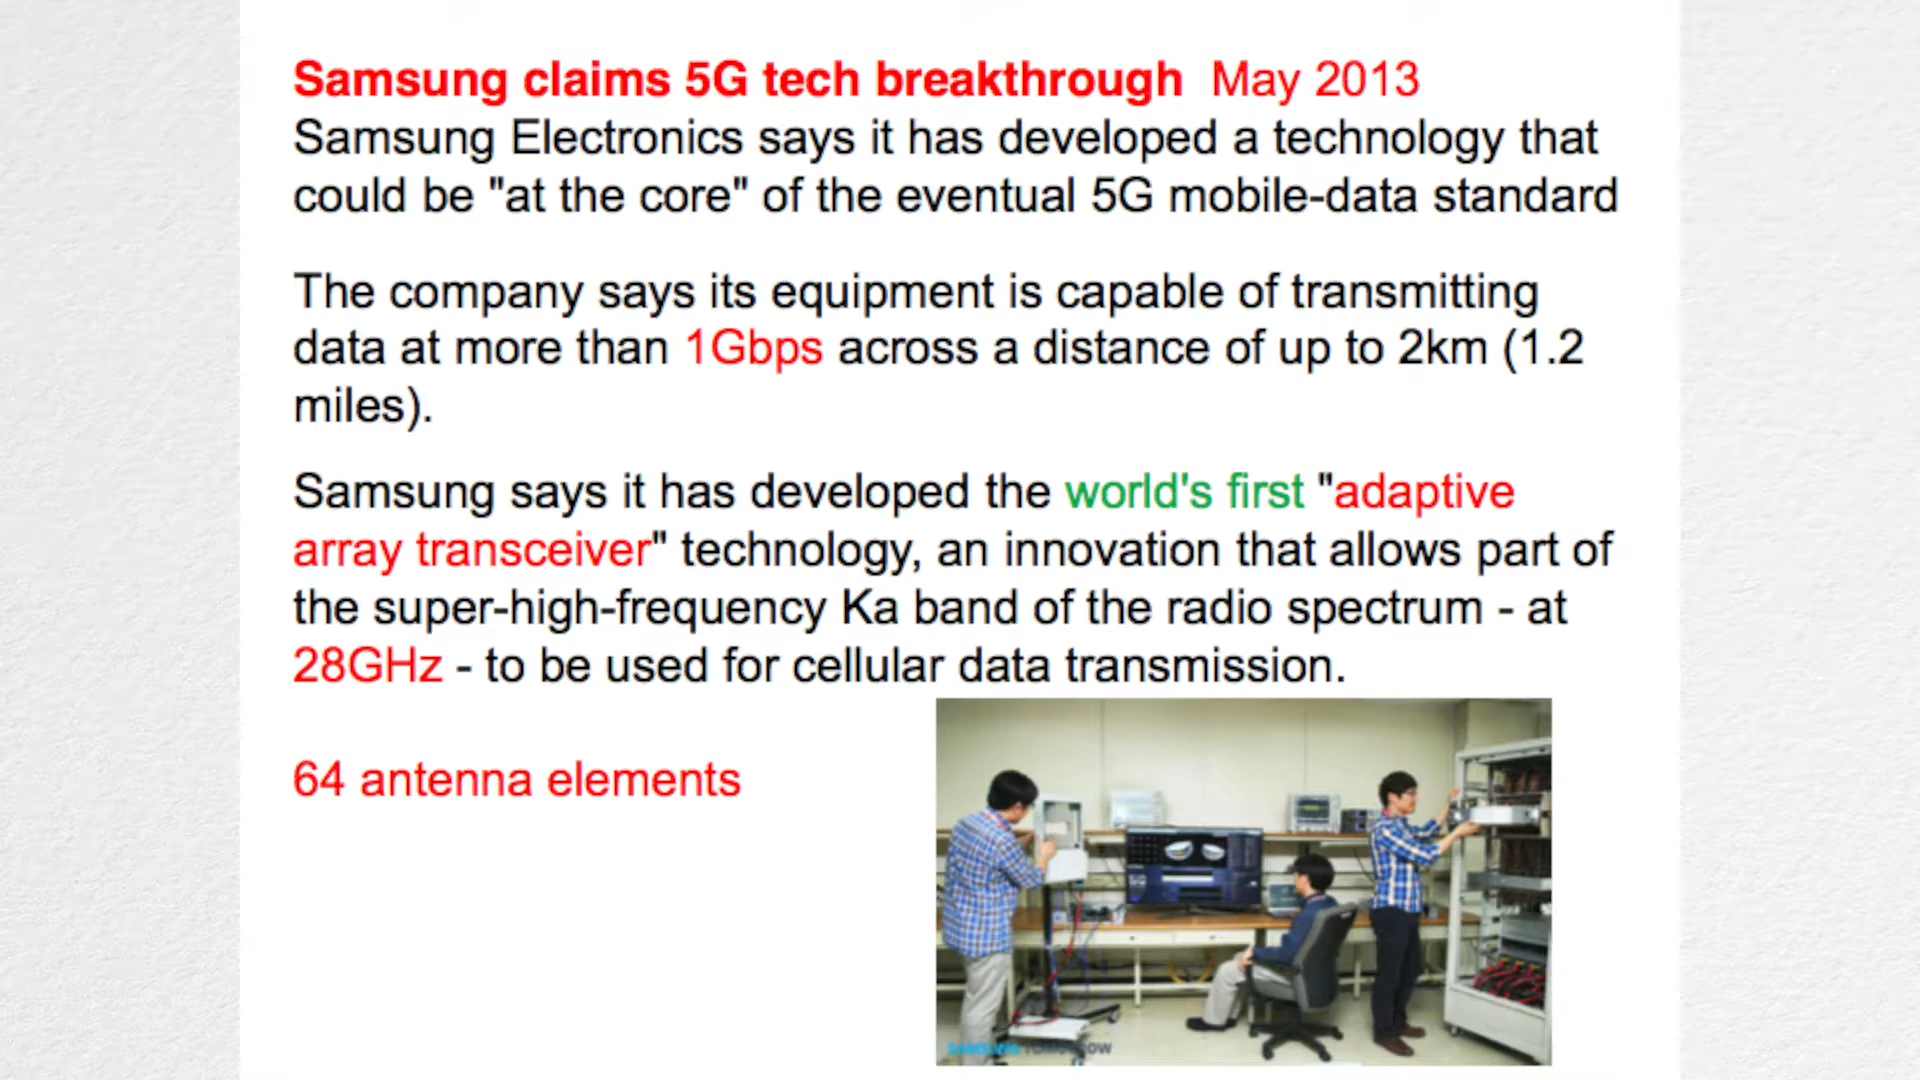 Samsung claims 5G tech breakthrough May 2013
Samsung Electronics says it has developed a technology that
could be "at the core" of the eventual 5G mobile-data standard
The company says its equipment is capable of transmitting
data at more than 1Gbps across a distance of up to 2km (1.2
miles).
Samsung says it has developed the world's first "adaptive
array transceiver" technology, an innovation that allows part of
the super-high-frequency Ka band of the radio spectrum - at
28GHz - to be used for cellular data transmission.
64 antenna elements
SAMSUNG TOMORROW